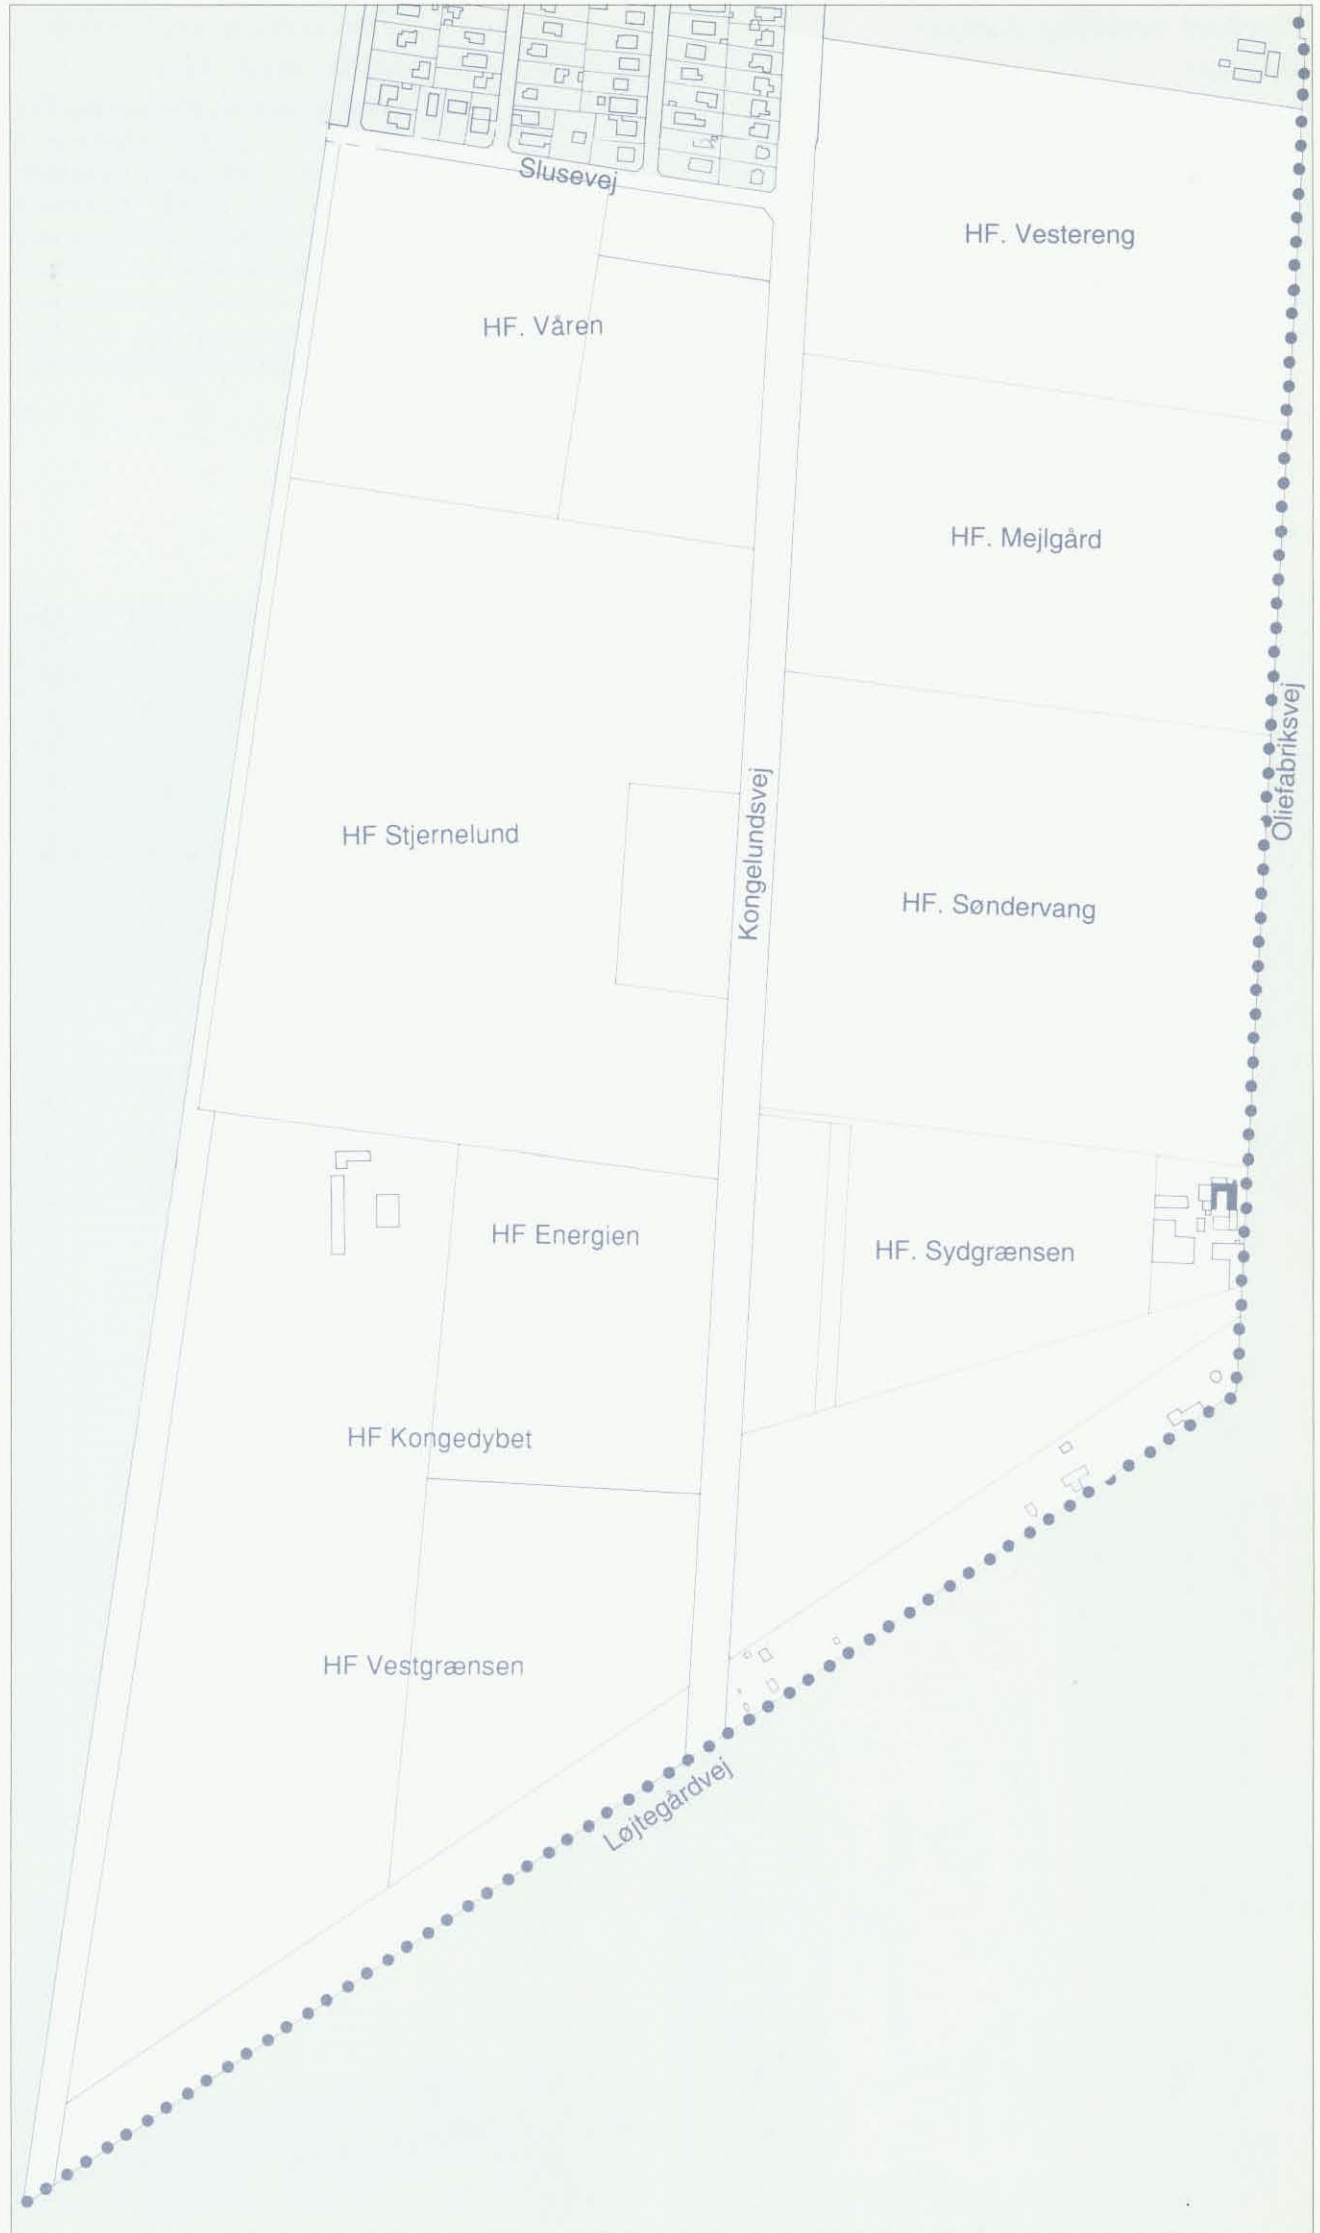 Slusevej
HF. Vestereng
HF. Våren
HF. Mejlgård
Oliefabriksvej
Kongelundsvej
HF Stjernelund
HF. Søndervang
HF Energien
HF. Sydgrænsen
HF Kongedybet
HF Vestgrænsen
Løjtegårdvej